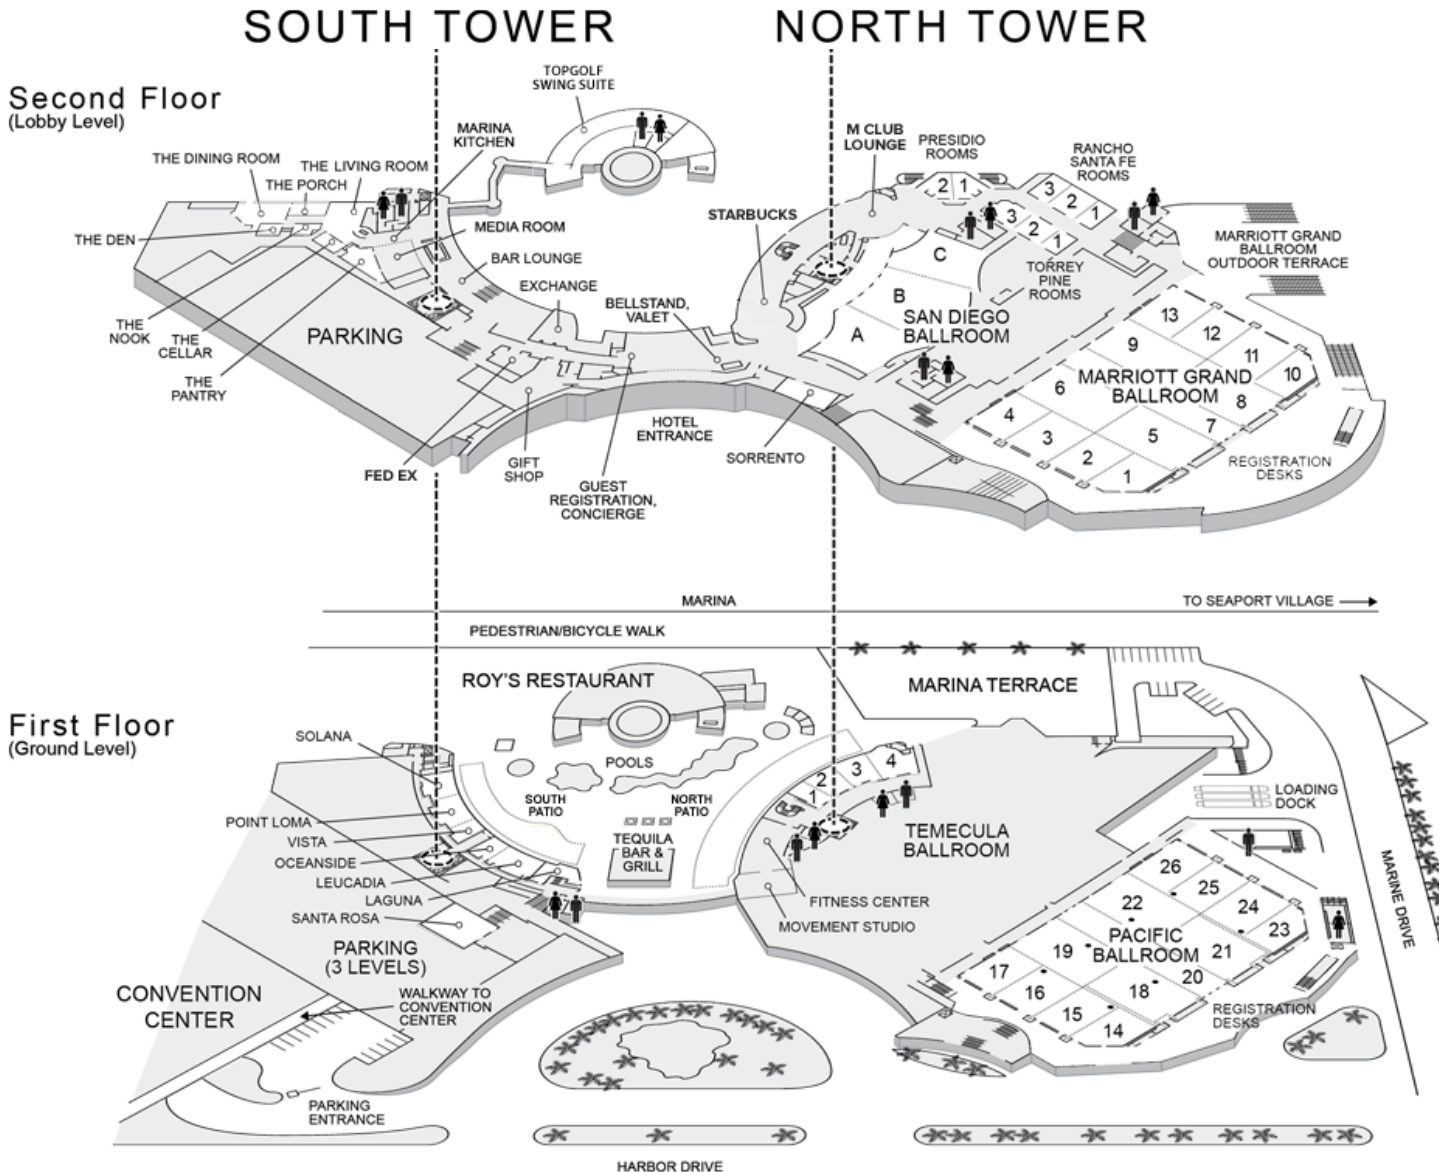 SOUTH TOWER
NORTH TOWER
Second Floor
(Lobby Level)
TOPGOLF
SWING SUITE
MARINA
KITCHEN
THE DINING ROOM
THE LIVING ROOM
THE PORCH
THE DEN
MEDIA ROOM
BAR LOUNGE
EXCHANGE
BELLSTAND,
VALET
THE
NOOK
THE
CELLAR
THE
PANTRY
PARKING
FED EX
GIFT
SHOP
GUEST
REGISTRATION,
CONCIERGE
HOTEL
ENTRANCE
SORRENTO
STARBUCKS
M CLUB
LOUNGE
PRESIDIO
ROOMS
2 1
RANCHO
SANTA FE
ROOMS
3
2
1
3
2
1
TORREY
PINE
ROOMS
C
B
A
SAN DIEGO
BALLROOM
MARRIOTT GRAND
BALLROOM
OUTDOOR TERRACE
13
12
11
10
9
8
7
6
5
4
3
2
1
MARRIOTT GRAND
BALLROOM
REGISTRATION
DESKS
MARINA
TO SEAPORT VILLAGE
PEDESTRIAN/BICYCLE WALK
First Floor
(Ground Level)
ROY'S RESTAURANT
MARINA TERRACE
SOLANA
POINT LOMA
VISTA
OCEANSIDE
LEUCADIA
LAGUNA
SANTA ROSA
POOLS
SOUTH
PATIO
NORTH
PATIO
TEQUILA
BAR &
GRILL
1
2
3
4
TEMECULA
BALLROOM
FITNESS CENTER
MOVEMENT STUDIO
LOADING
DOCK
MARINE DRIVE
26
25
24
23
22
21
20
19
18
17
16
15
14
PACIFIC
BALLROOM
REGISTRATION
DESKS
PARKING
(3 LEVELS)
CONVENTION
CENTER
WALKWAY TO
CONVENTION
CENTER
PARKING
ENTRANCE
HARBOR DRIVE